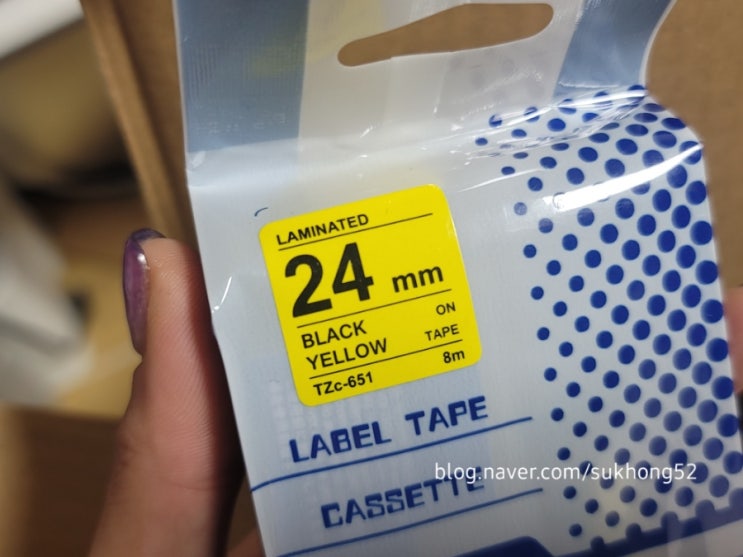 LAMINATED
24 mm
BLACK ON
YELLOW TAPE
TZc-651 8m
LABEL TAPE
CASSETTE
blog.naver.com/sukhong52